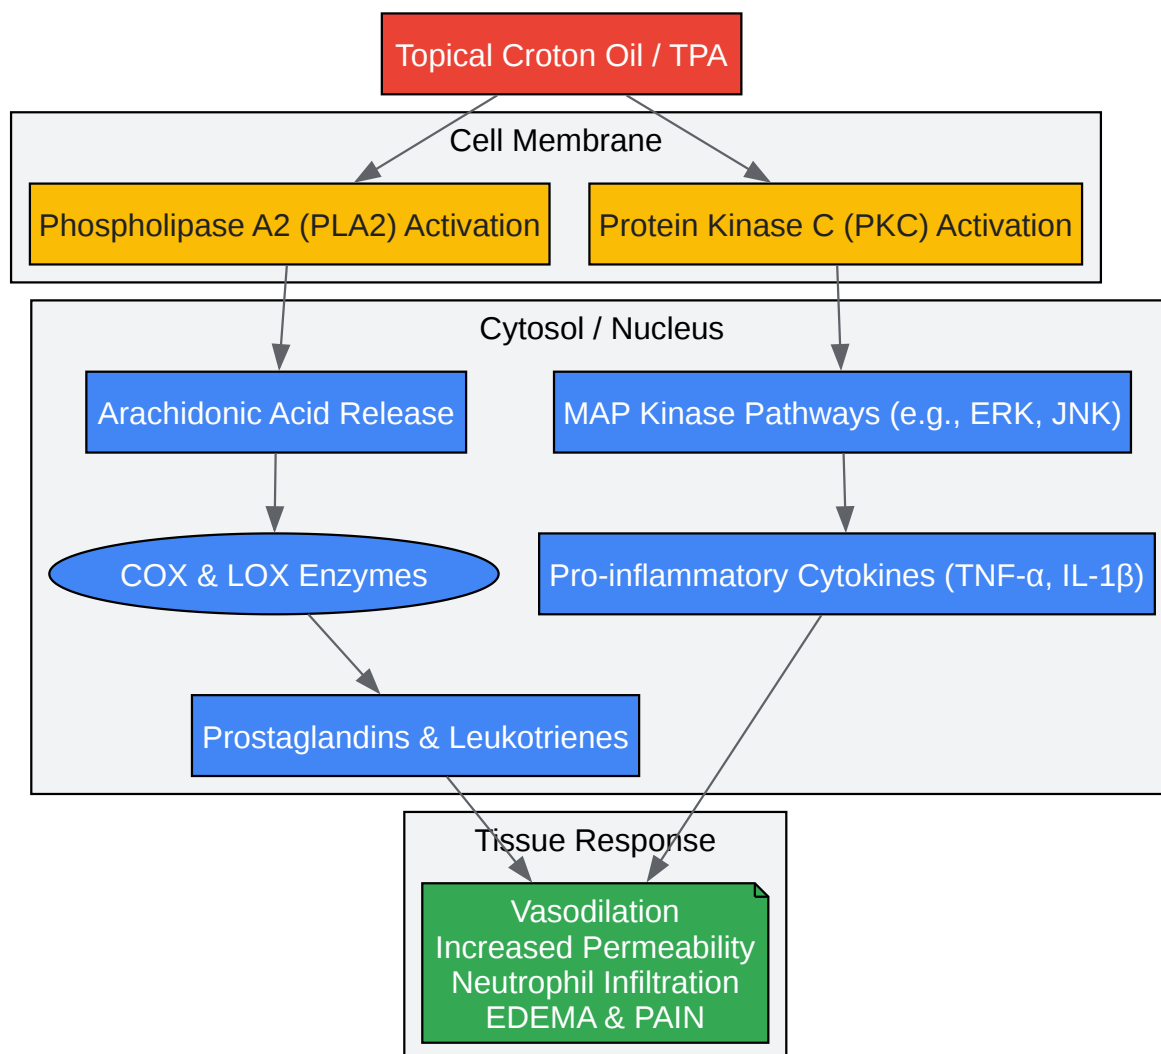 Topical Croton Oil / TPA
Cell Membrane
Phospholipase A2 (PLA2) Activation
Protein Kinase C (PKC) Activation
Cytosol / Nucleus
Arachidonic Acid Release
MAP Kinase Pathways (e.g., ERK, JNK)
COX & LOX Enzymes
Pro-inflammatory Cytokines (TNF-α, IL-1β)
Prostaglandins & Leukotrienes
Tissue Response
Vasodilation
Increased Permeability
Neutrophil Infiltration
EDEMA & PAIN